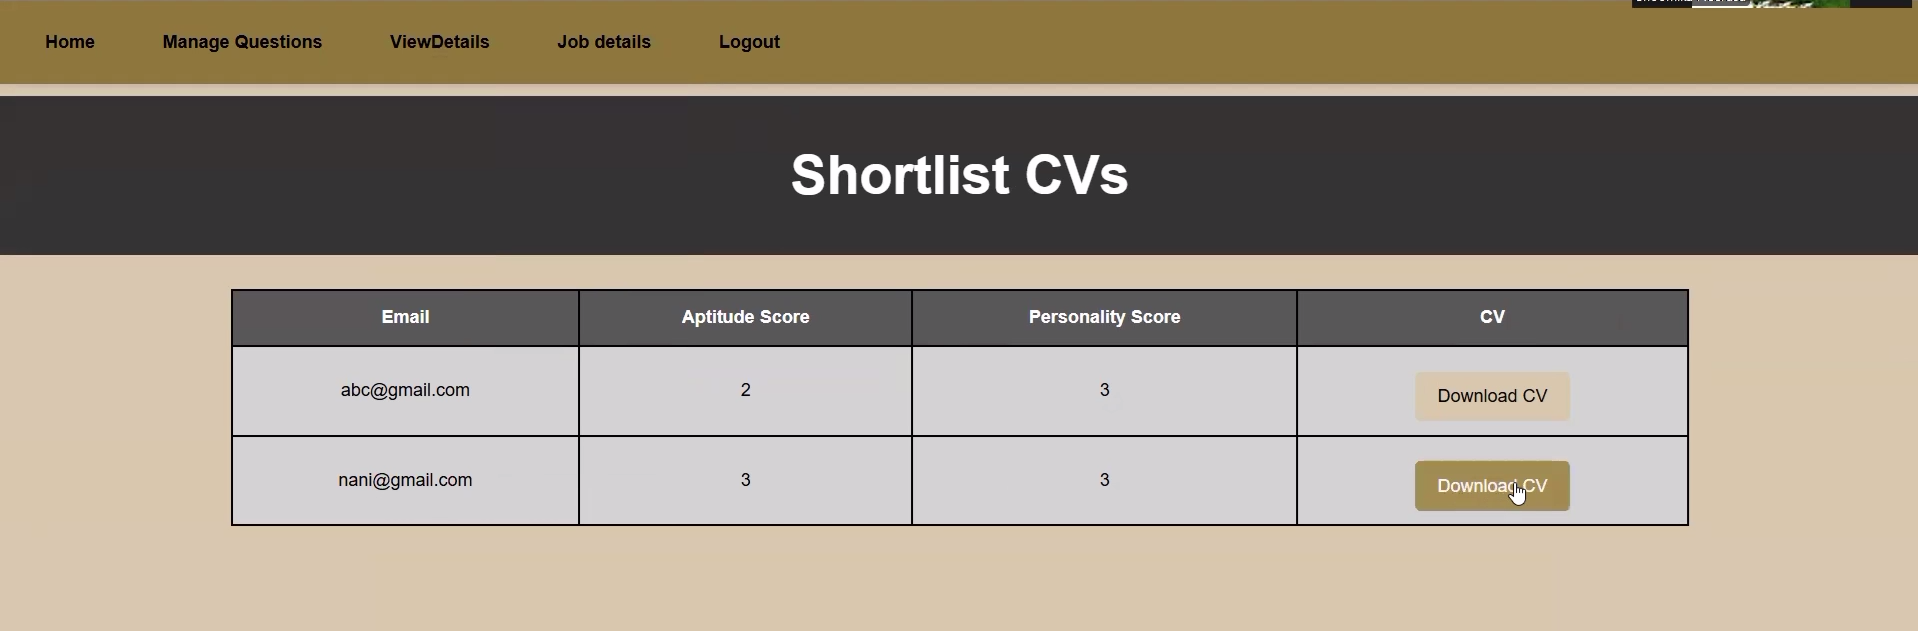 Home Manage Questions ViewDetails Job details Logout
Shortlist CVs
Email Aptitude Score Personality Score CV
abc@gmail.com 2 3 Download CV
nani@gmail.com 3 3 Download CV